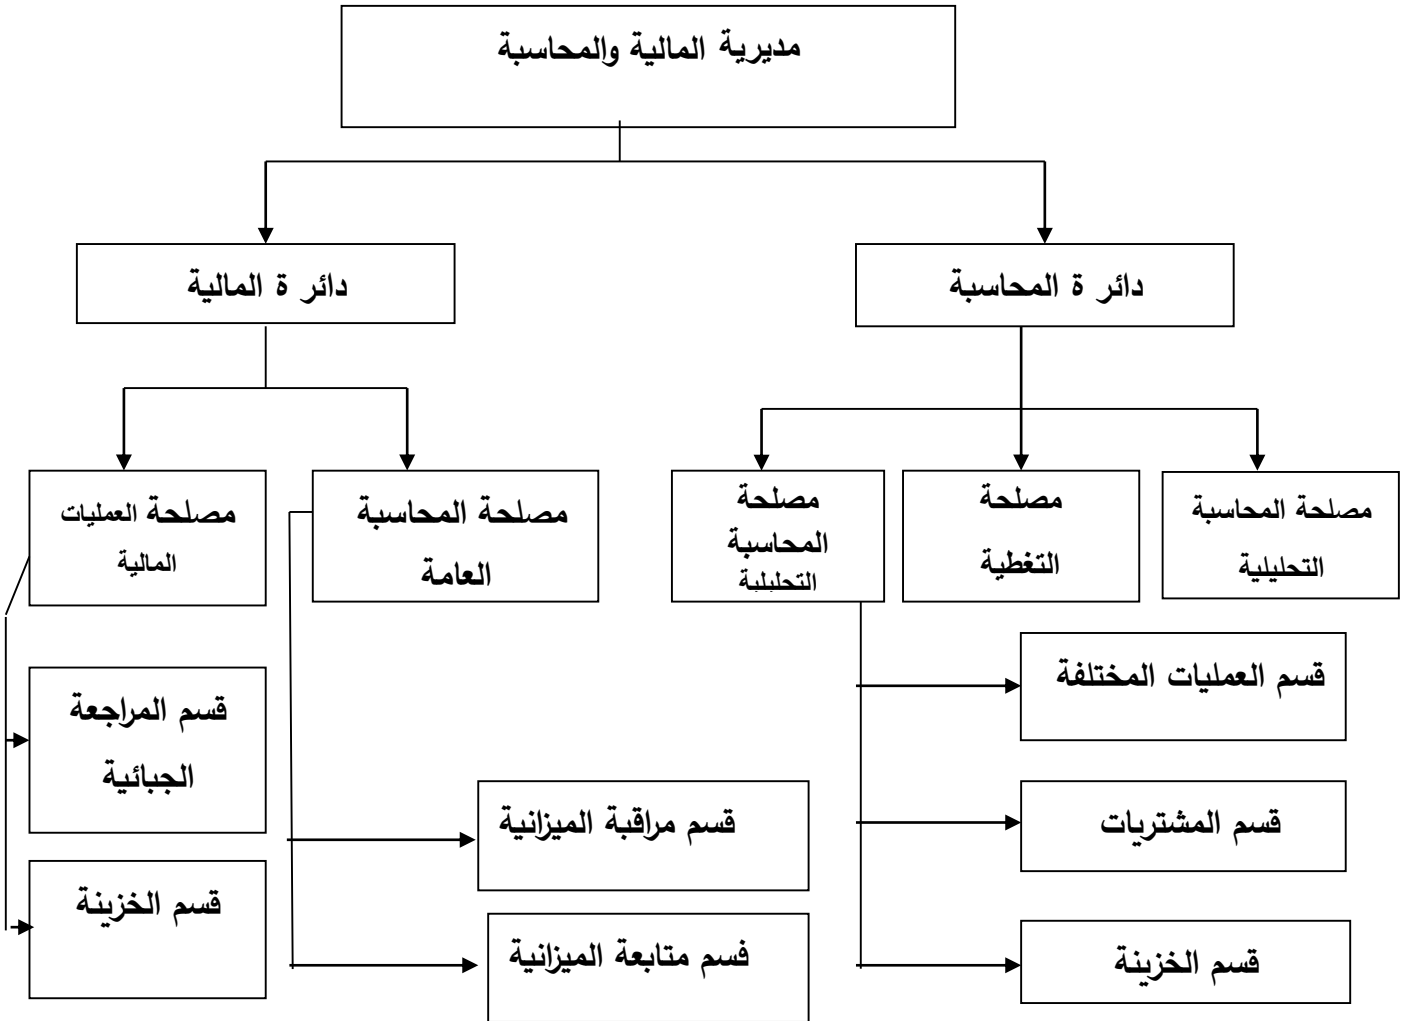 مديرية المالية والمحاسبة
دائر ة المحاسبة
دائر ة المالية
مصلحة المحاسبة
التحليلية
مصلحة
التغطية
مصلحة
المحاسبة
التحليلية
مصلحة المحاسبة
العامة
مصلحة العمليات
المالية
قسم العمليات المختلفة
قسم المشتريات
قسم الخزينة
قسم مراقبة الميزانية
قسم متابعة الميزانية
قسم المراجعة
الجبائية
قسم الخزينة